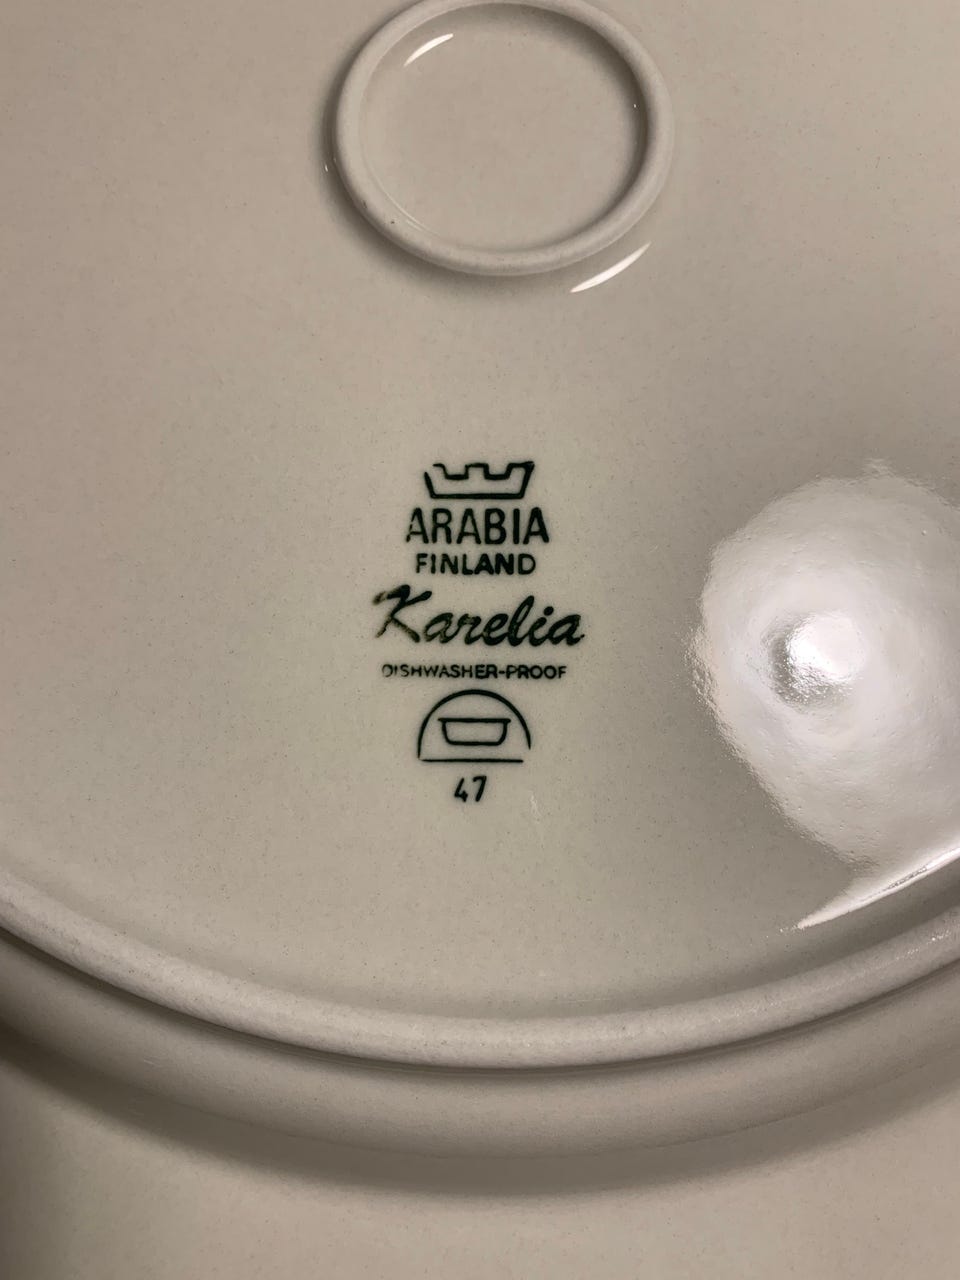 ARABIA
FINLAND
Karelia
DISHWASHER-PROOF
47